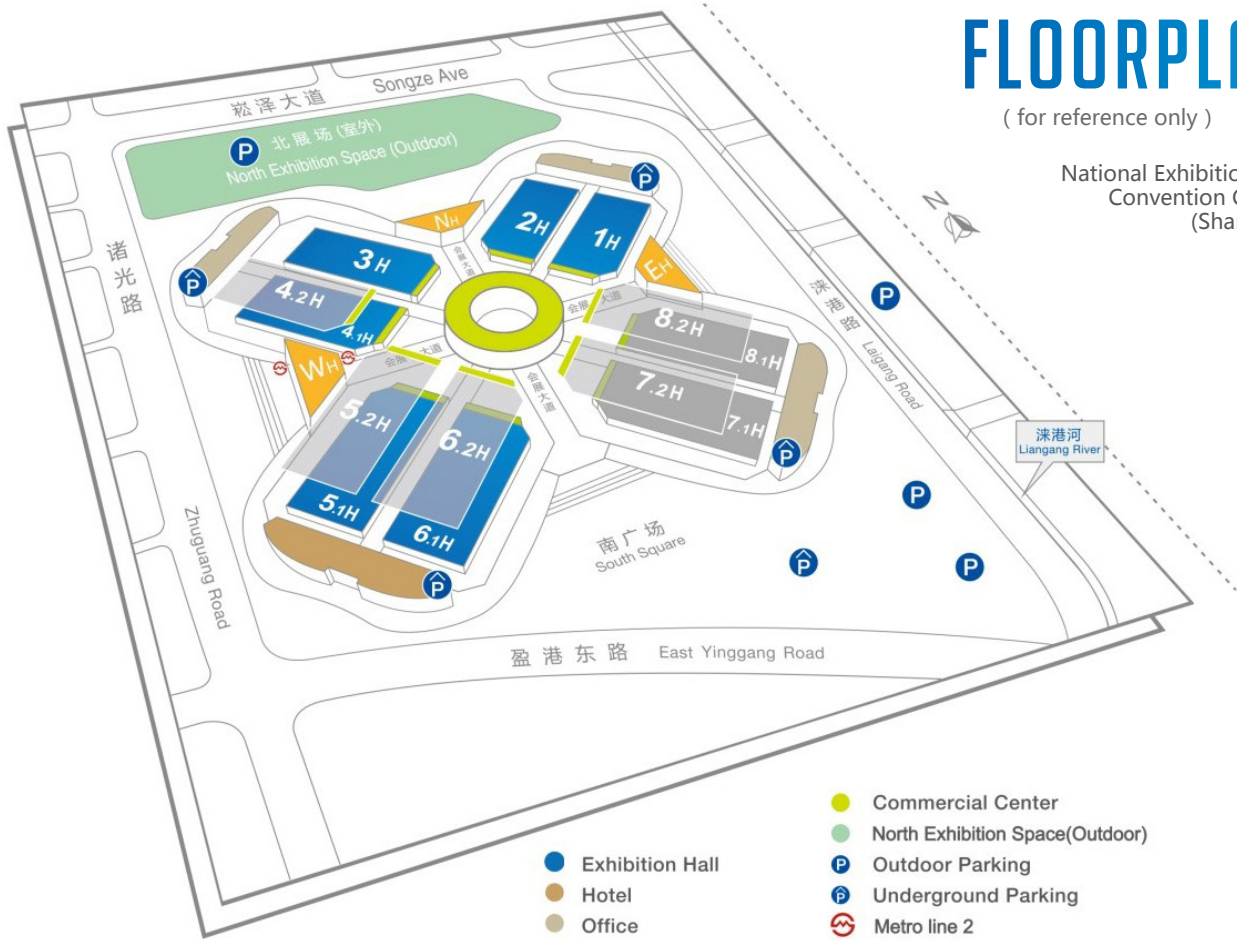 FLOORPLA
( for reference only )
National Exhibitio
Convention C
(Sha
崧泽大道 Songze Ave
P
北展场(室外)
North Exhibition Space (Outdoor)
N
诸光路
Zhuguang Road
涞港路
Laigang Road
涞港河
Liangang River
NH
EH
WH
2H
1H
3H
4.2H
4.1H
会展大道
会展大道
会展大道
会展大道
8.2H
8.1H
7.2H
7.1H
5.2H
5.1H
6.2H
6.1H
P
P
P
P
P
P
P
P
P
南广场
South Square
盈港东路 East Yinggang Road
Exhibition Hall
Hotel
Office
Commercial Center
North Exhibition Space(Outdoor)
P Outdoor Parking
P Underground Parking
Metro line 2